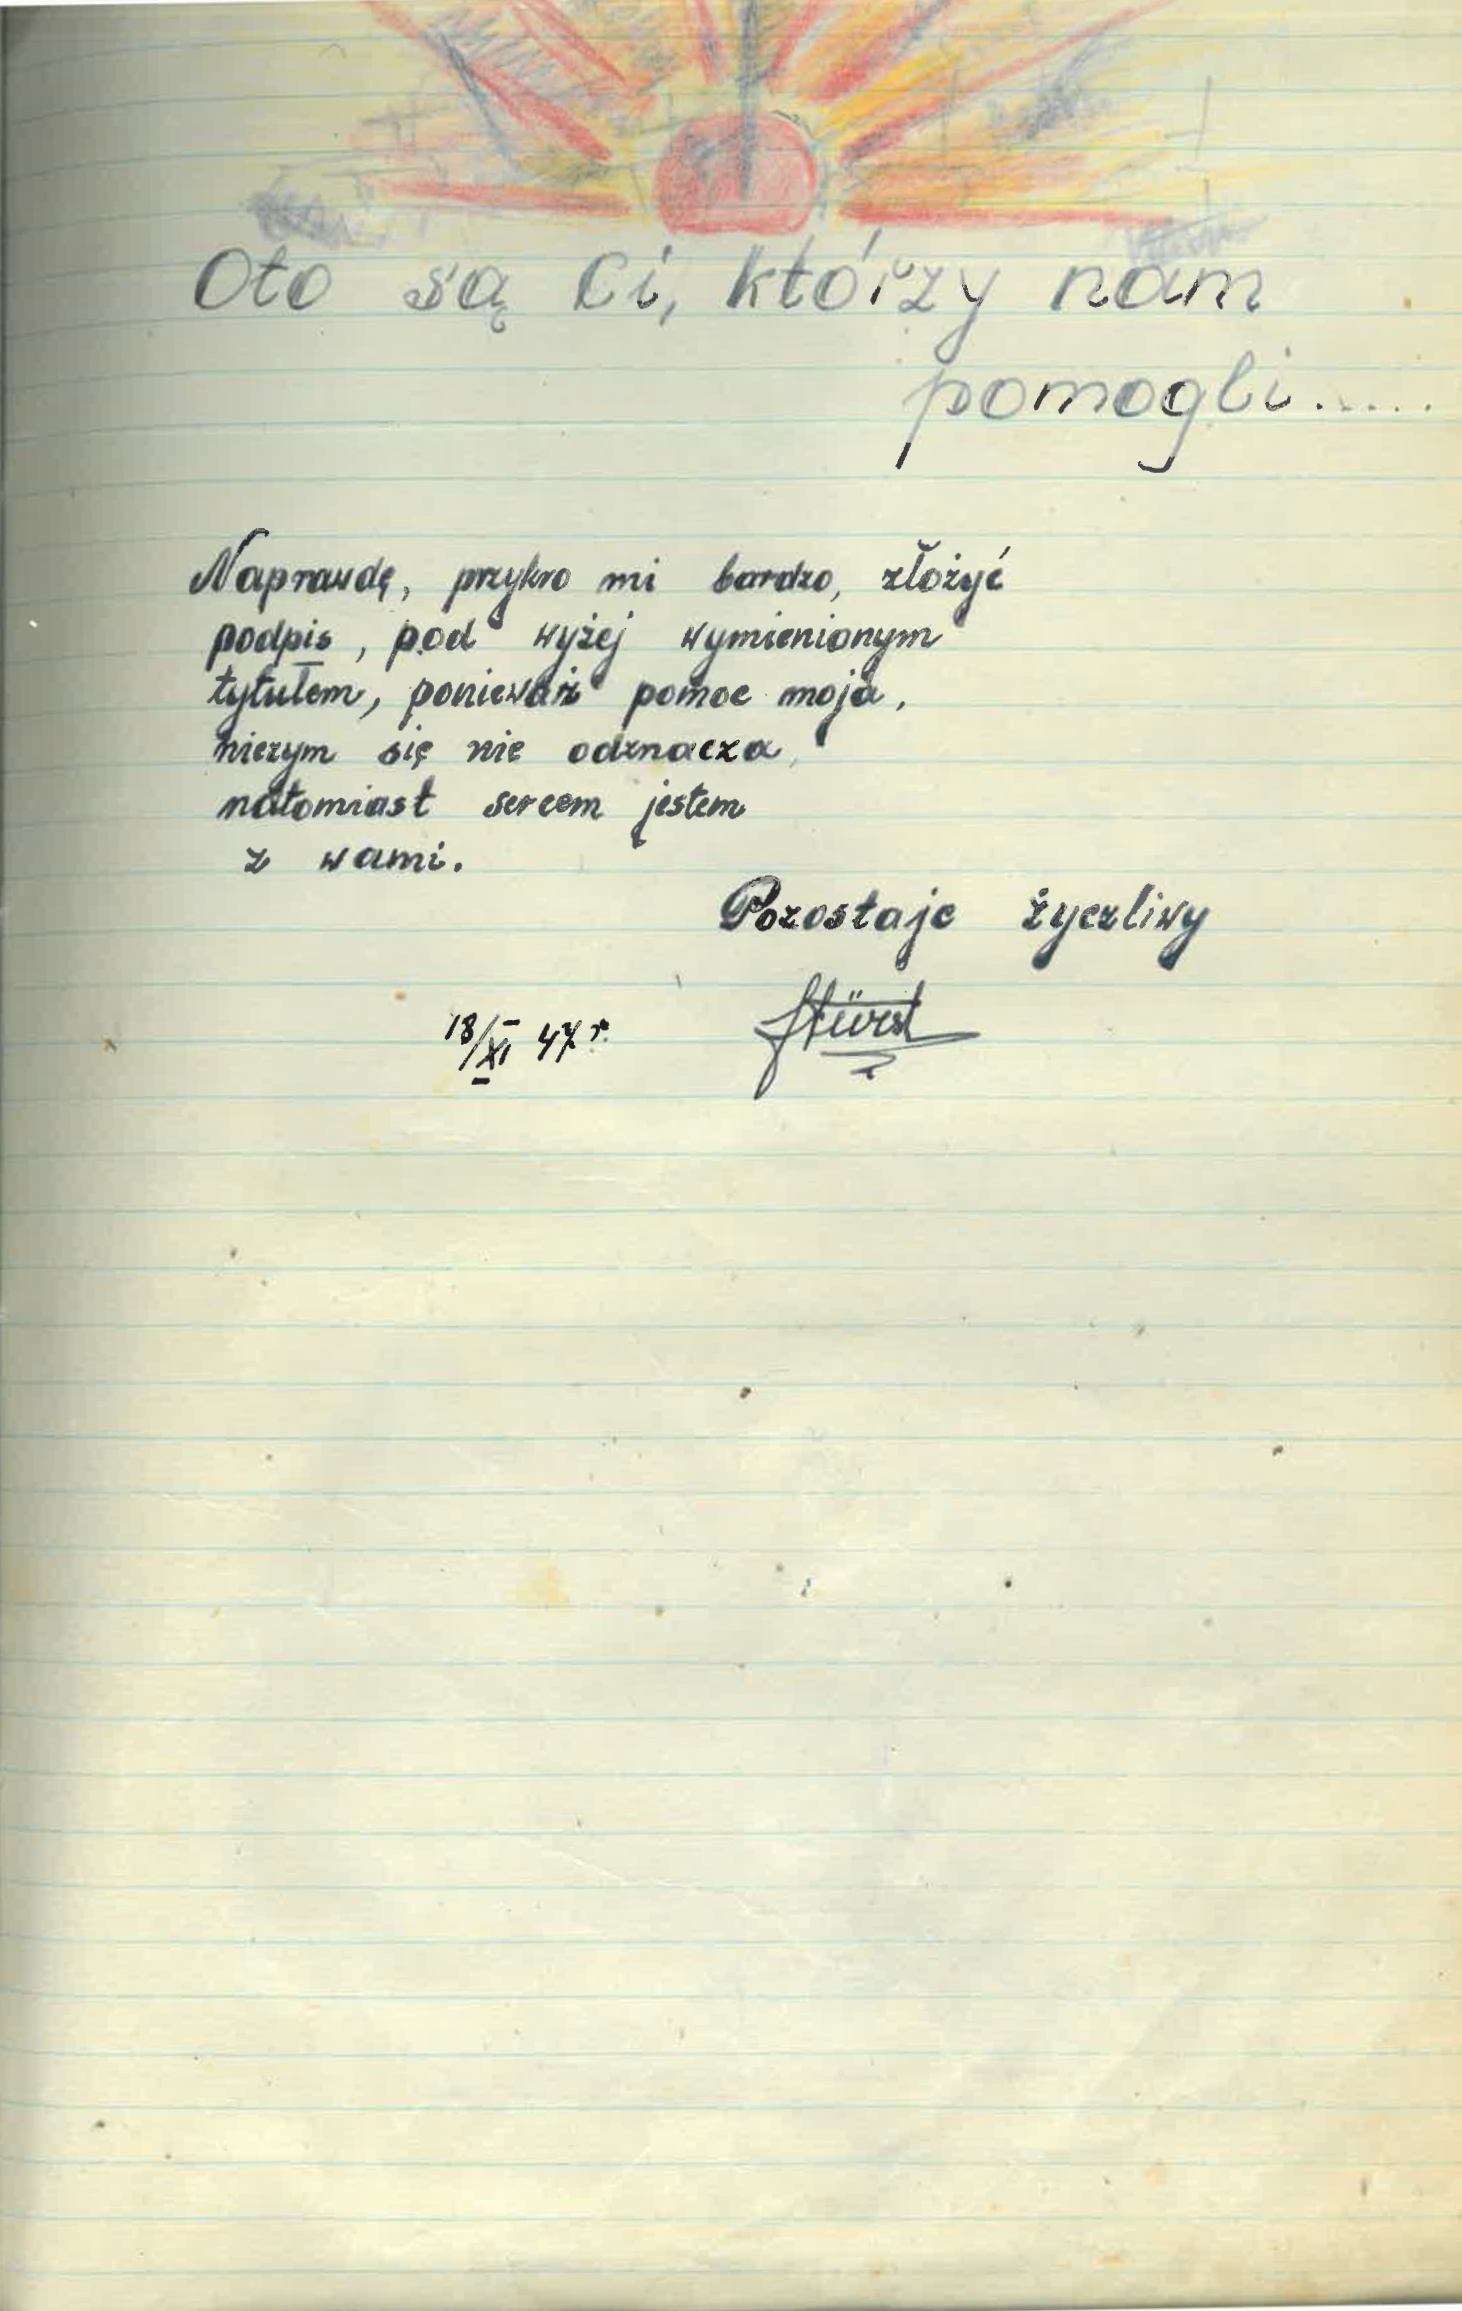 Oto są Ci, którzy nam
pomogli.....
Naprawdę, przykro mi bardzo, złożyć
podpis, pod wyżej wymienionym
tytułem, ponieważ pomoc moja,
niczym się nie odznacza,
natomiast sercem jestem
z wami.
Pozostaje życzliwy
18/XI 47 r.